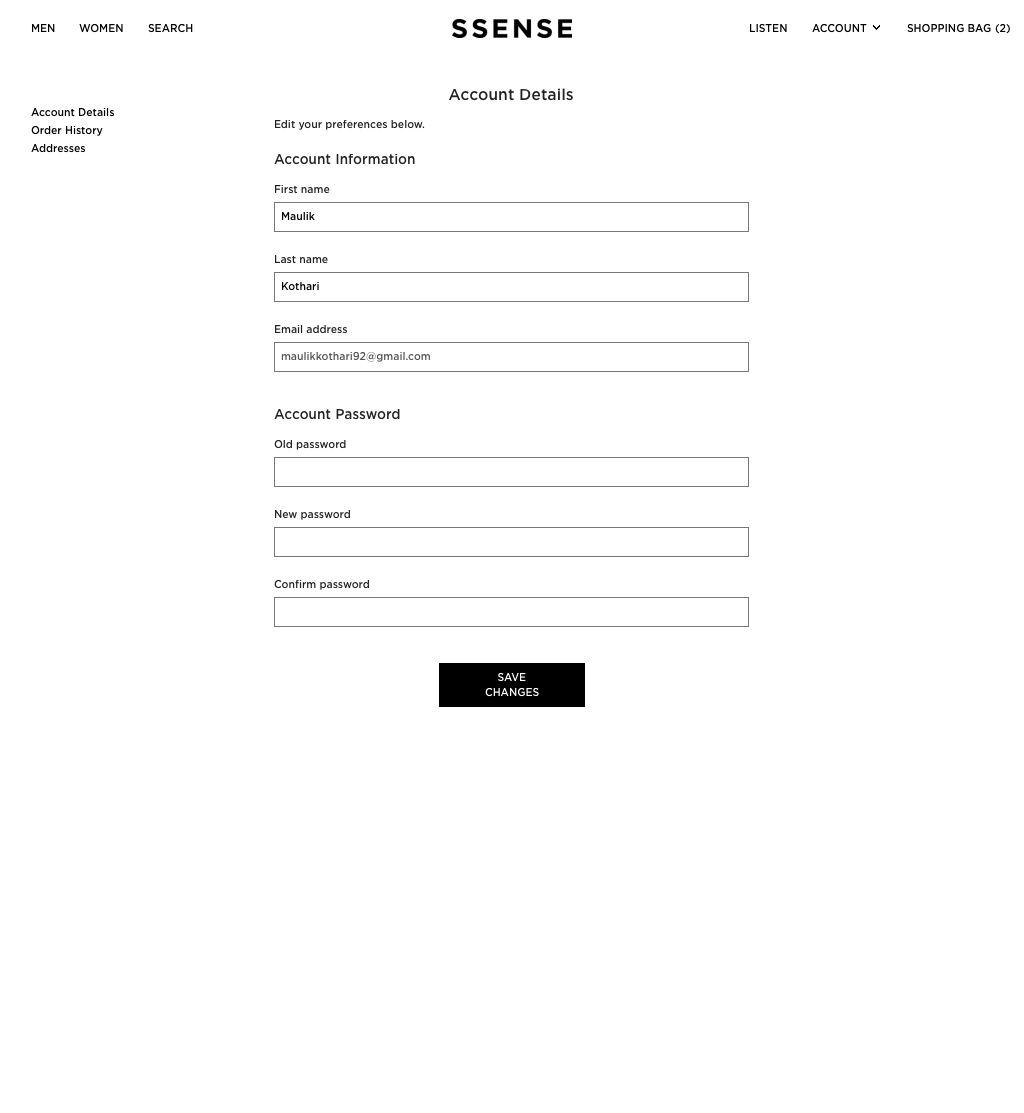 MEN WOMEN SEARCH SSENSE LISTEN ACCOUNT SHOPPING BAG (2)
Account Details
Order History
Addresses
Account Details
Edit your preferences below.
Account Information
First name
Maulik
Last name
Kothari
Email address
maulikkothari92@gmail.com
Account Password
Old password
New password
Confirm password
SAVE
CHANGES